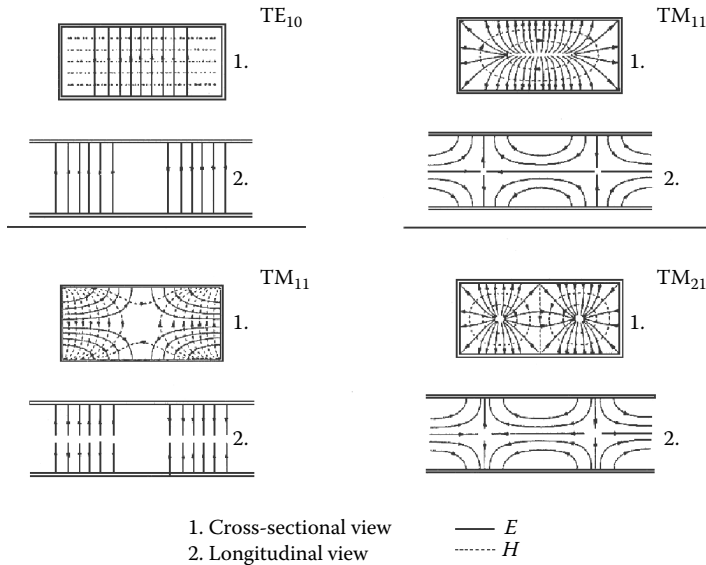 TE₁₀
1.
2.
TM₁₁
1.
2.
TM₁₁
1.
2.
TM₂₁
1.
2.
1. Cross-sectional view
2. Longitudinal view
E
H